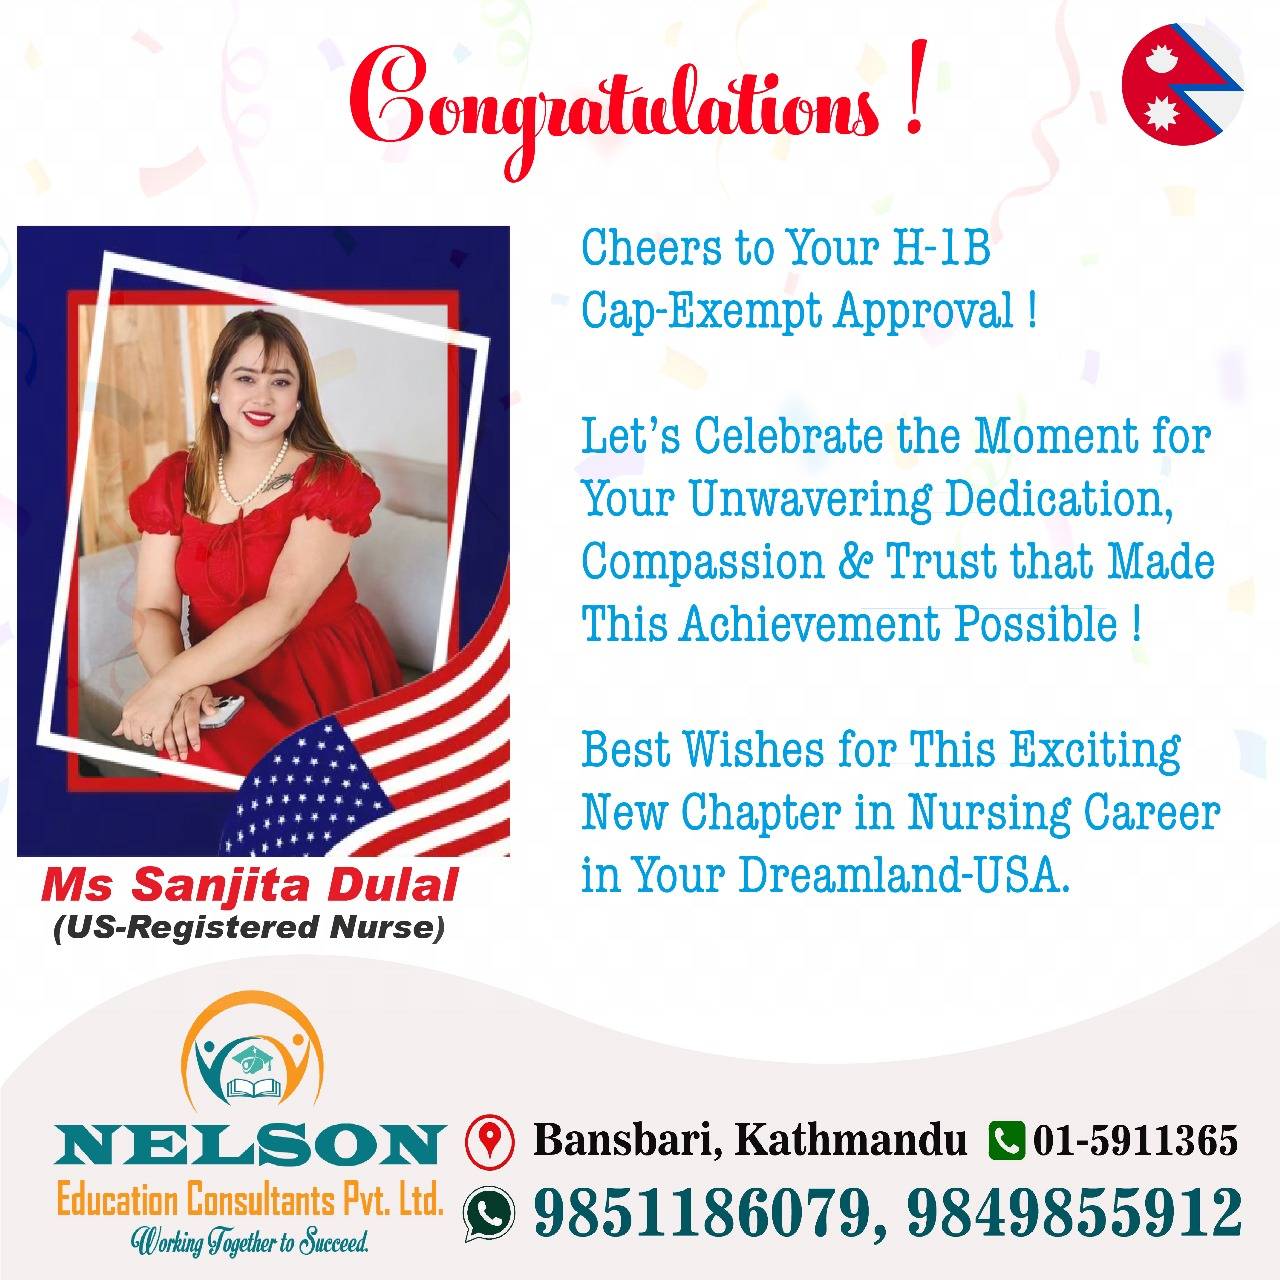 Congratulations !
Cheers to Your H-1B
Cap-Exempt Approval !
Let's Celebrate the Moment for
Your Unwavering Dedication,
Compassion & Trust that Made
This Achievement Possible !
Best Wishes for This Exciting
New Chapter in Nursing Career
in Your Dreamland-USA.
Ms Sanjita Dulal
(US-Registered Nurse)
NELSON
Education Consultants Pvt. Ltd.
Working Together to Succeed.
Bansbari, Kathmandu 01-5911365
9851186079, 9849855912